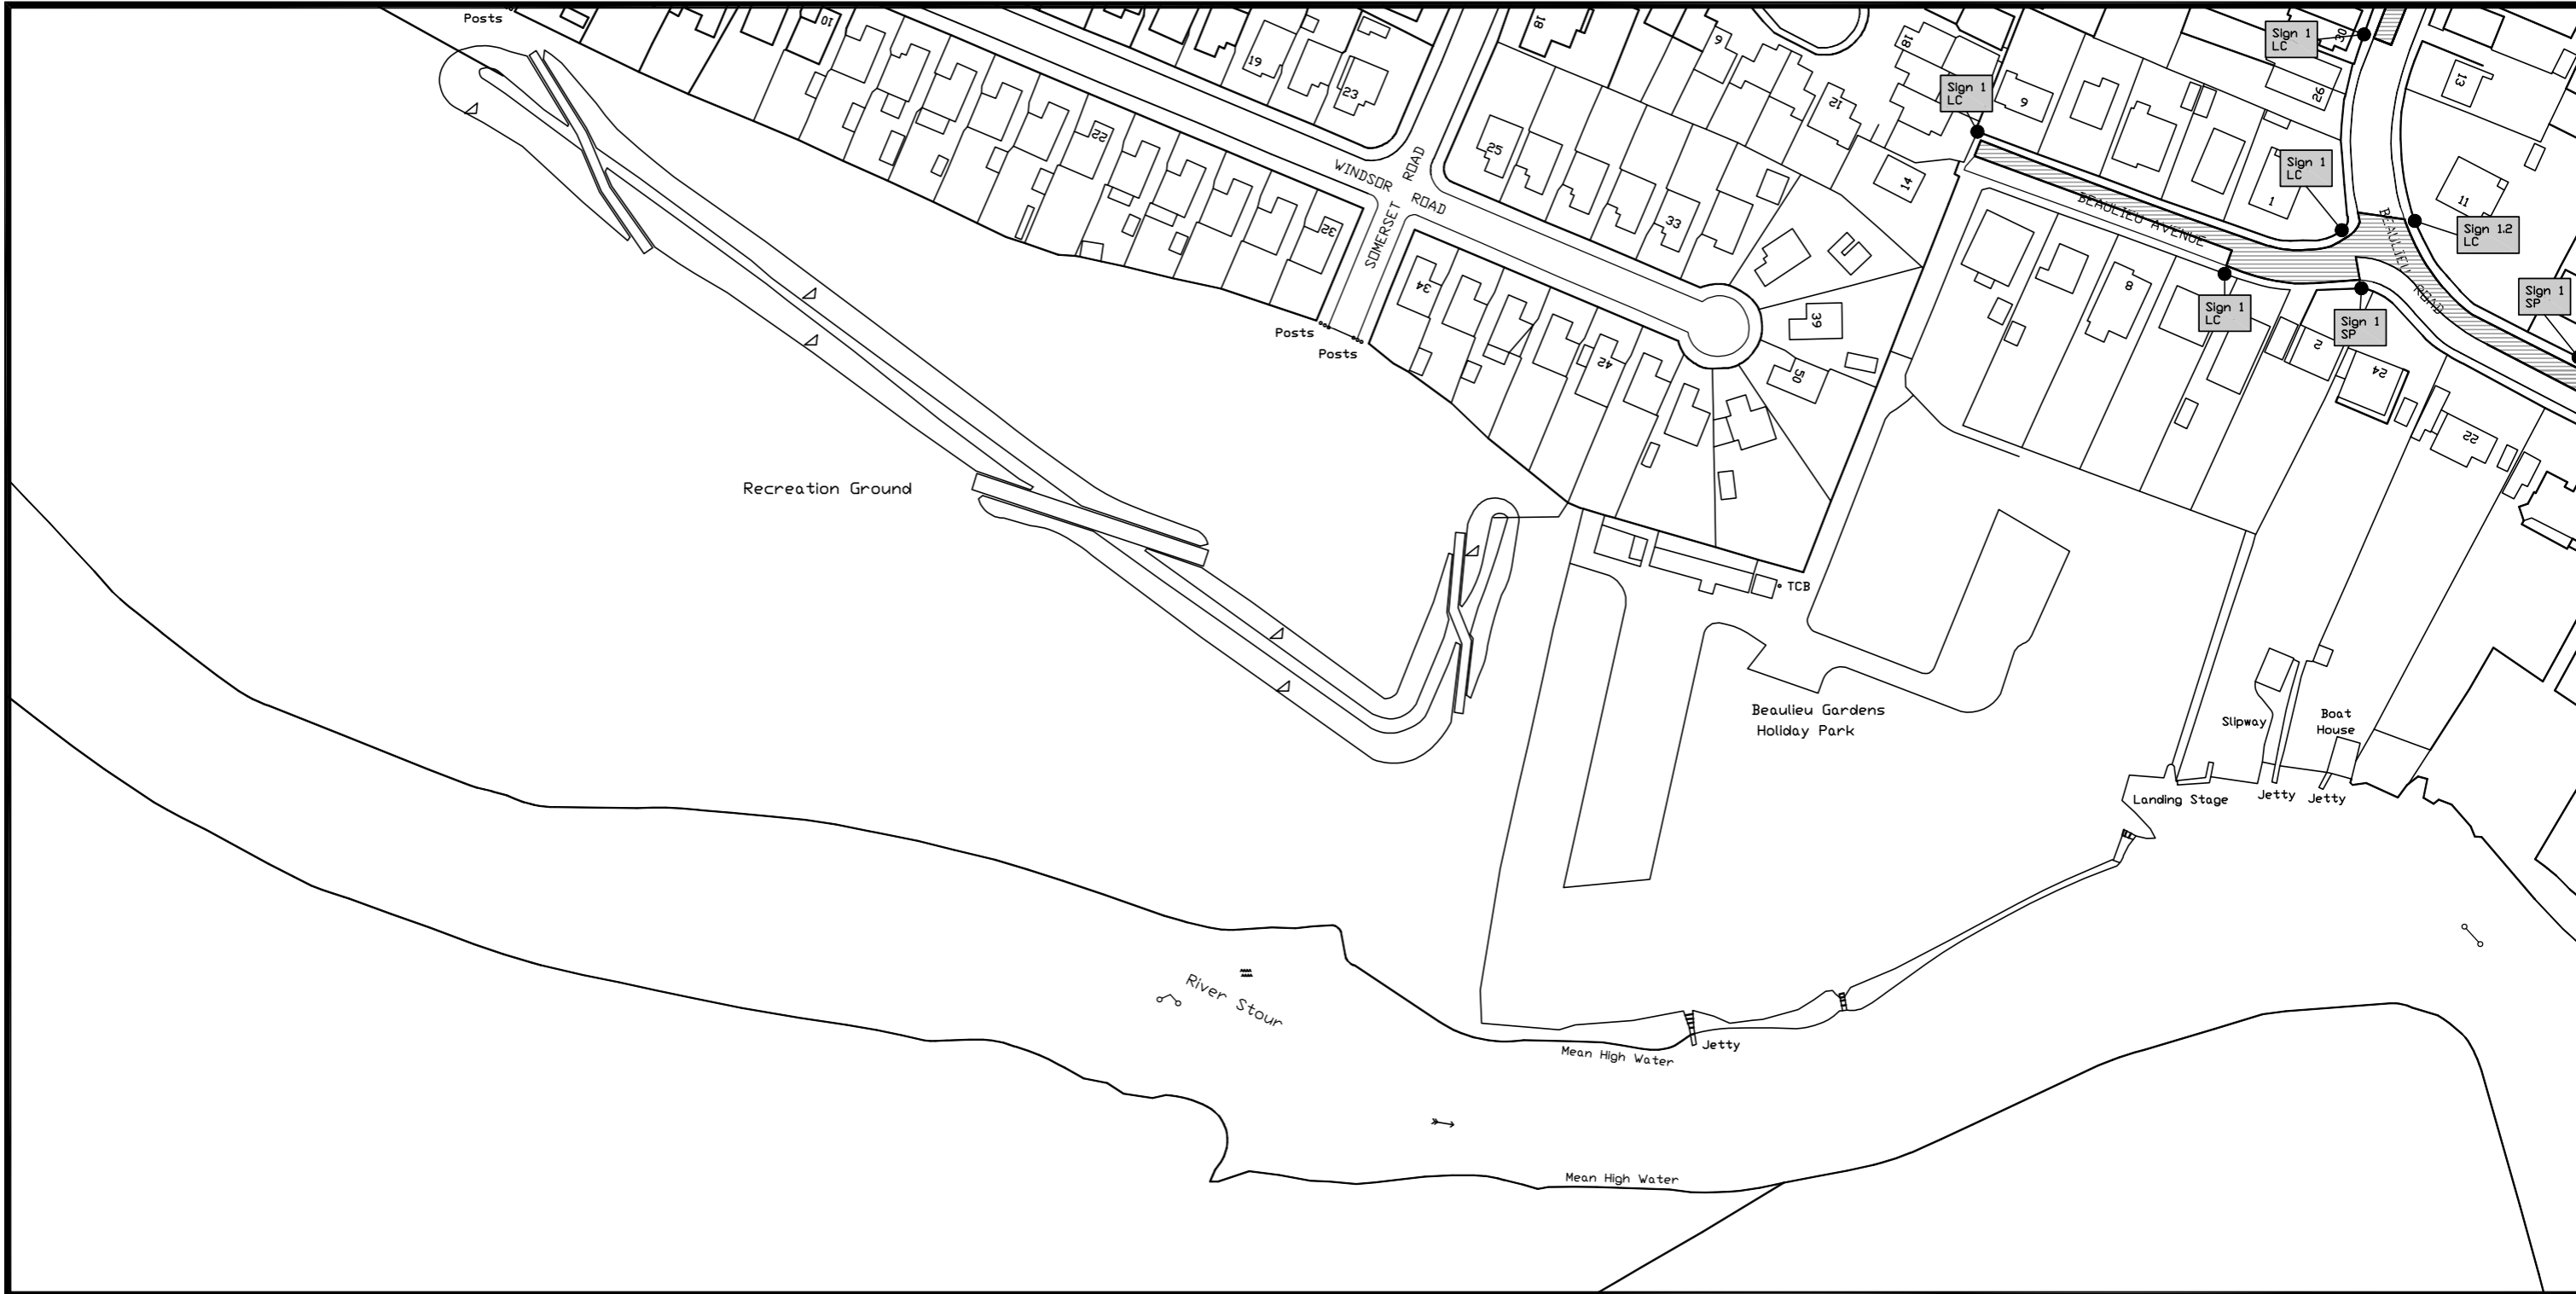 Posts
10
19
23
18
9
18
12
Sign 1
LC
9
Sign 1
LC
30
26
13
22
25
WINDSOR ROAD
SOMERSET ROAD
33
32
34
14
BEAULIEU AVENUE
Sign 1
LC
1
11
BEAULIEU ROAD
Sign 1.2
LC
Sign 1
SP
Sign 1
LC
Sign 1
SP
8
2
24
22
Posts
Posts
39
42
50
Recreation Ground
TCB
Beaulieu Gardens
Holiday Park
Slipway
Boat
House
Landing Stage
Jetty
Jetty
River Stour
Jetty
Mean High Water
Mean High Water